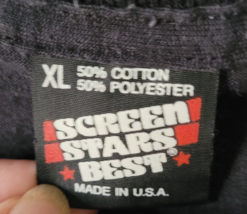 XL 50% COTTON
50% POLYESTER
SCREEN
STARS
BEST®
MADE IN U.S.A.